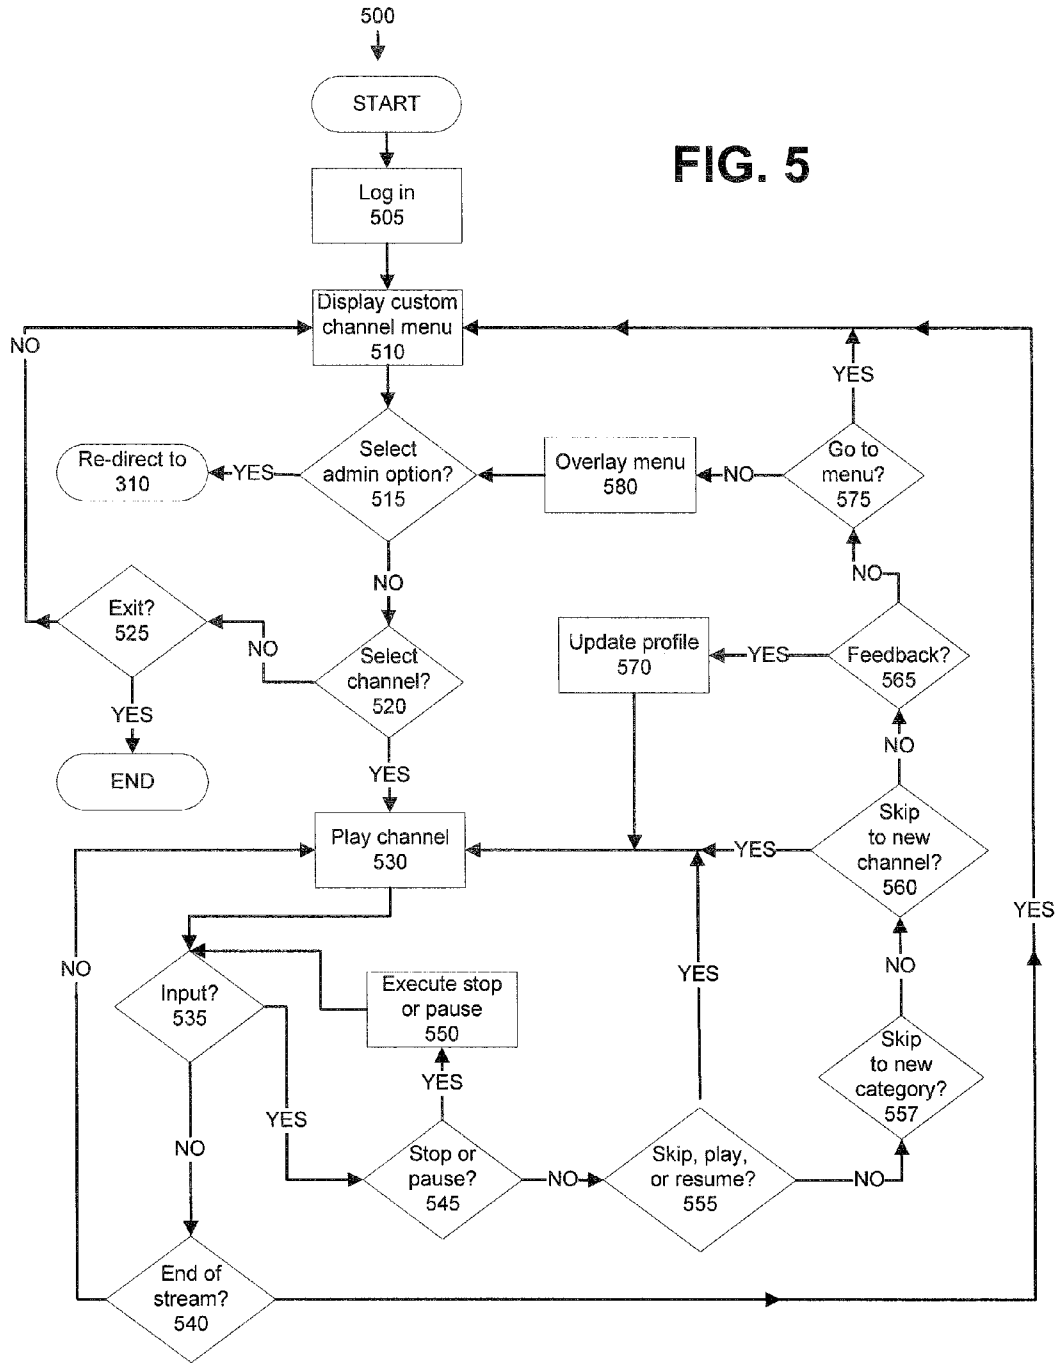 500
START
FIG. 5
Log in
505
Display custom
channel menu
510
NO
YES
Select
admin option?
515
YES
Re-direct to
310
Overlay menu
580
NO
Go to
menu?
575
NO
NO
Exit?
525
NO
Select
channel?
520
Update profile
570
YES
Feedback?
565
YES
NO
END
YES
Play channel
530
YES
Skip
to new
channel?
560
YES
NO
NO
YES
Input?
535
Execute stop
or pause
550
Skip
to new
category?
557
YES
YES
NO
Stop or
pause?
545
NO
Skip, play,
or resume?
555
NO
End of
stream?
540